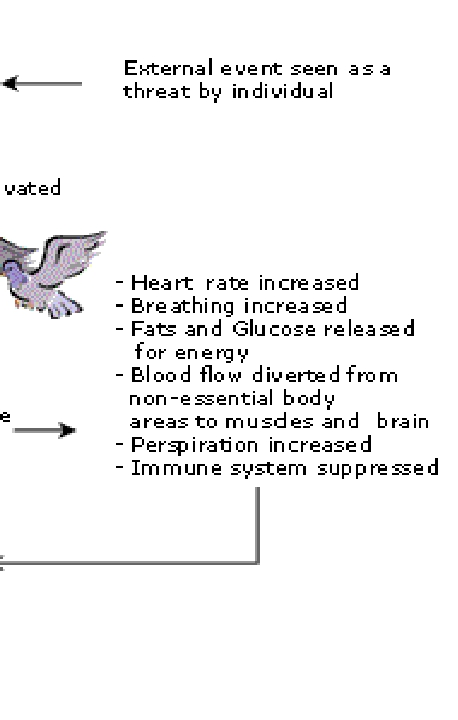 External event seen as a
threat by individual
vated
- Heart rate increased
- Breathing increased
- Fats and Glucose released
for energy
- Blood flow diverted from
non-essential body
areas to muscles and brain
e
- Perspiration increased
- Immune system suppressed